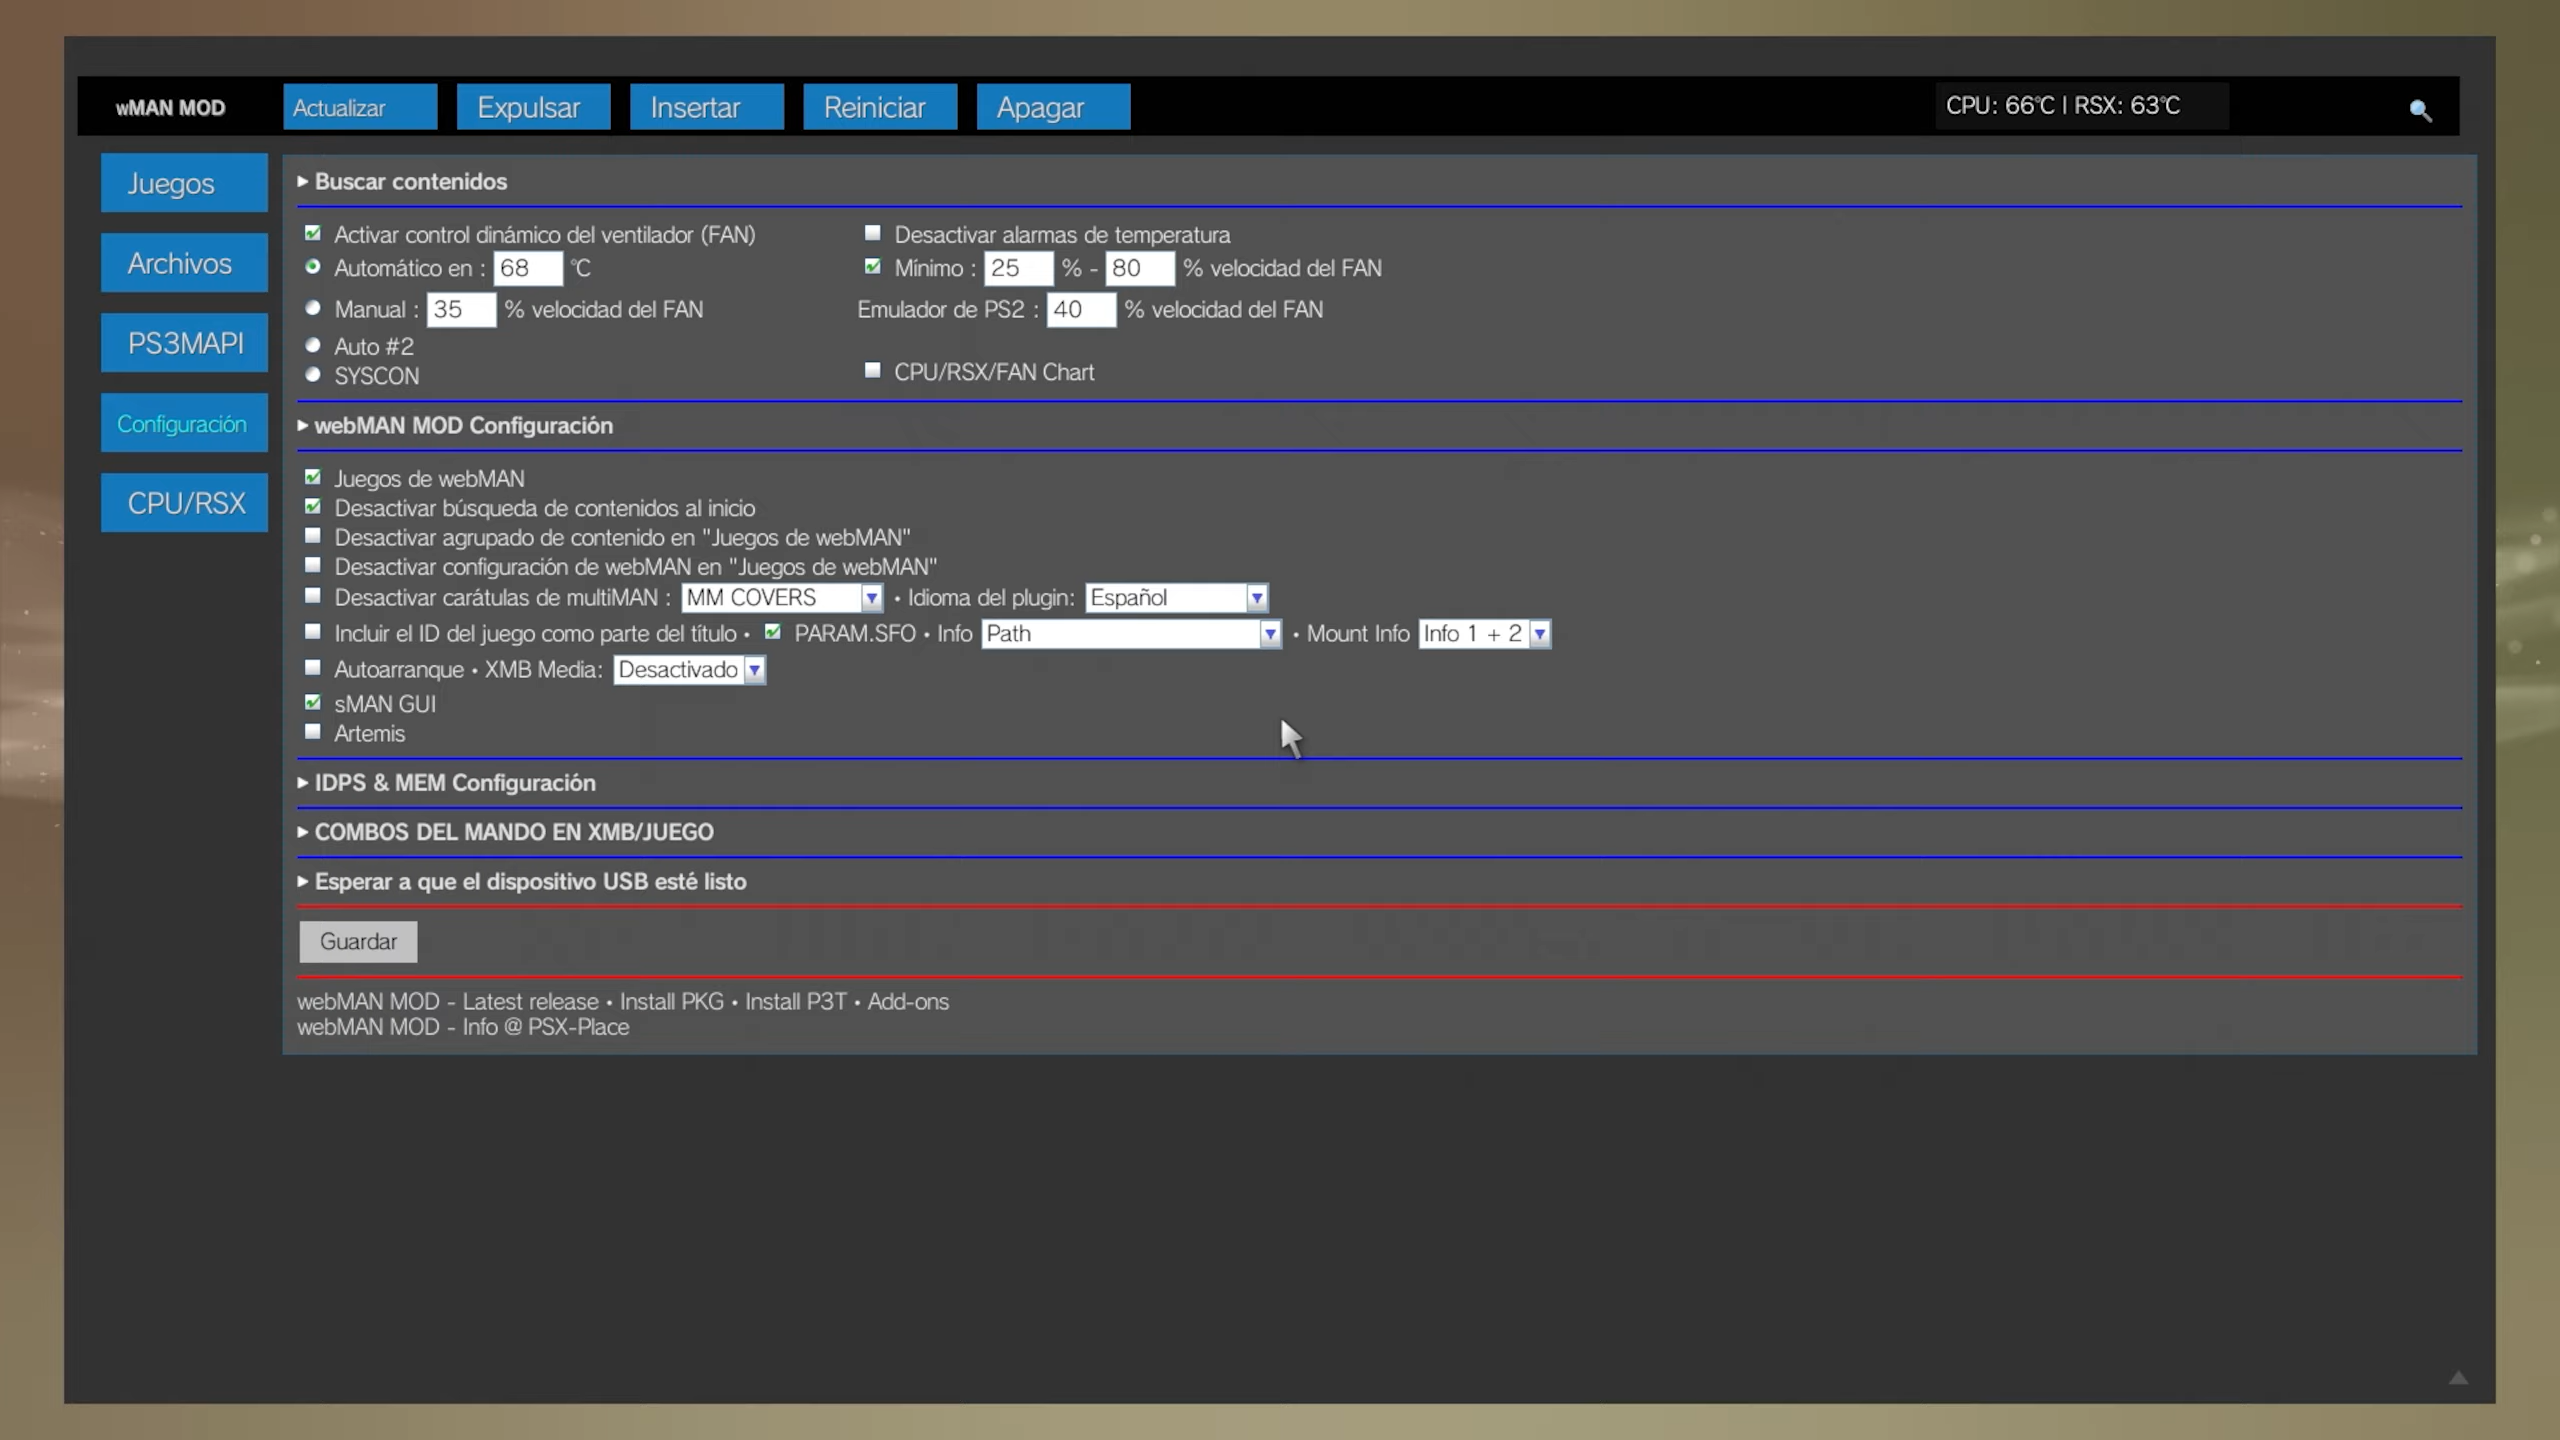 wMAN MOD Actualizar Expulsar Insertar Reiniciar Apagar CPU: 66°C | RSX: 63°C
Juegos
Archivos
PS3MAPI
Configuración
CPU/RSX
Buscar contenidos
Activar control dinámico del ventilador (FAN) Desactivar alarmas de temperatura
Automático en : 68 °C Mínimo : 25 % - 80 % velocidad del FAN
Manual : 35 % velocidad del FAN Emulador de PS2 : 40 % velocidad del FAN
Auto #2
SYSCON CPU/RSX/FAN Chart
webMAN MOD Configuración
Juegos de webMAN
Desactivar búsqueda de contenidos al inicio
Desactivar agrupado de contenido en "Juegos de webMAN"
Desactivar configuración de webMAN en "Juegos de webMAN"
Desactivar carátulas de multiMAN : MM COVERS • Idioma del plugin: Español
Incluir el ID del juego como parte del título • PARAM.SFO • Info Path • Mount Info Info 1 + 2
Autoarranque • XMB Media: Desactivado
sMAN GUI
Artemis
IDPS & MEM Configuración
COMBOS DEL MANDO EN XMB/JUEGO
Esperar a que el dispositivo USB esté listo
Guardar
webMAN MOD - Latest release • Install PKG • Install P3T • Add-ons
webMAN MOD - Info @ PSX-Place